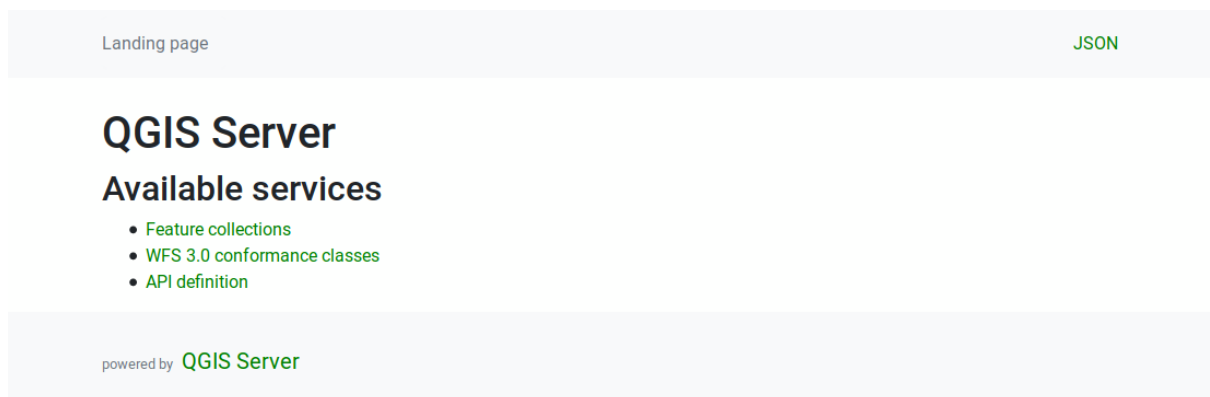 Landing page JSON
QGIS Server
Available services
Feature collections
WFS 3.0 conformance classes
API definition
powered by QGIS Server